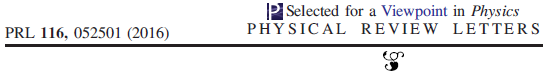 Selected for a Viewpoint in Physics
PRL 116, 052501 (2016) PHYSICAL REVIEW LETTERS